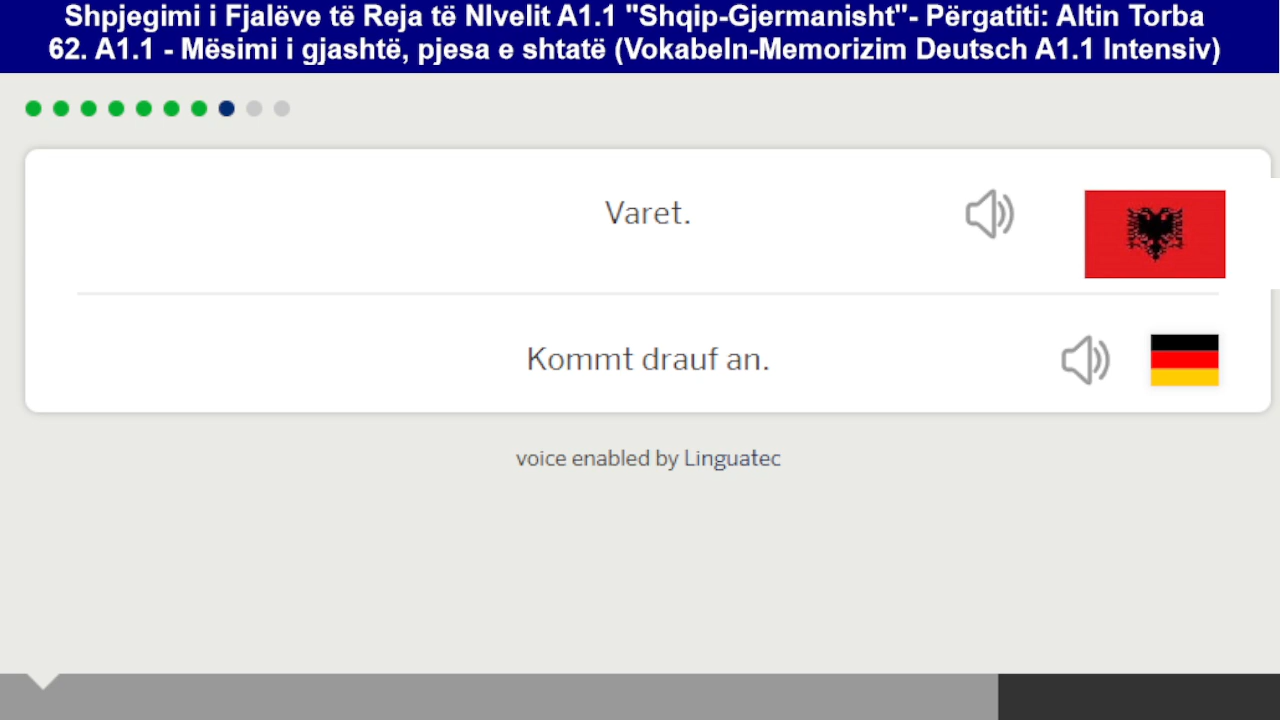 Shpjegimi i Fjalëve të Reja të NIvelit A1.1 "Shqip-Gjermanisht"- Përgatiti: Altin Torba
62. A1.1 - Mësimi i gjashtë, pjesa e shtatë (Vokabeln-Memorizim Deutsch A1.1 Intensiv)
Varet.
Kommt drauf an.
voice enabled by Linguatec